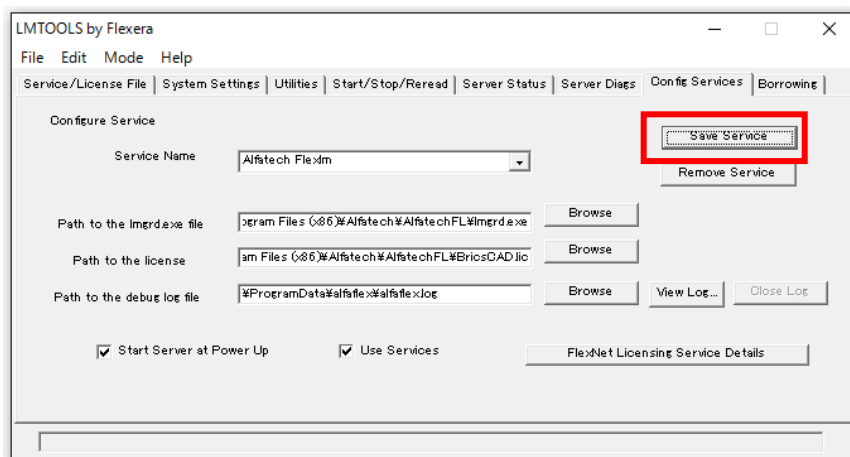 LMTOOLS by Flexera
File Edit Mode Help
Service/License File System Settings Utilities Start/Stop/Reread Server Status Server Diags Config Services Borrowing
Configure Service
Save Service
Service Name
Alfatech Flexlm
Remove Service
Path to the lmgrd.exe file
ogram Files (x86)¥Alfatech¥AlfatechFL¥lmgrd.exe
Browse
Path to the license
am Files (x86)¥Alfatech¥AlfatechFL¥BricsCAD.lic
Browse
Path to the debug log file
¥ProgramData¥alfaflex¥alfaflex.log
Browse
View Log...
Close Log
Start Server at Power Up
Use Services
FlexNet Licensing Service Details